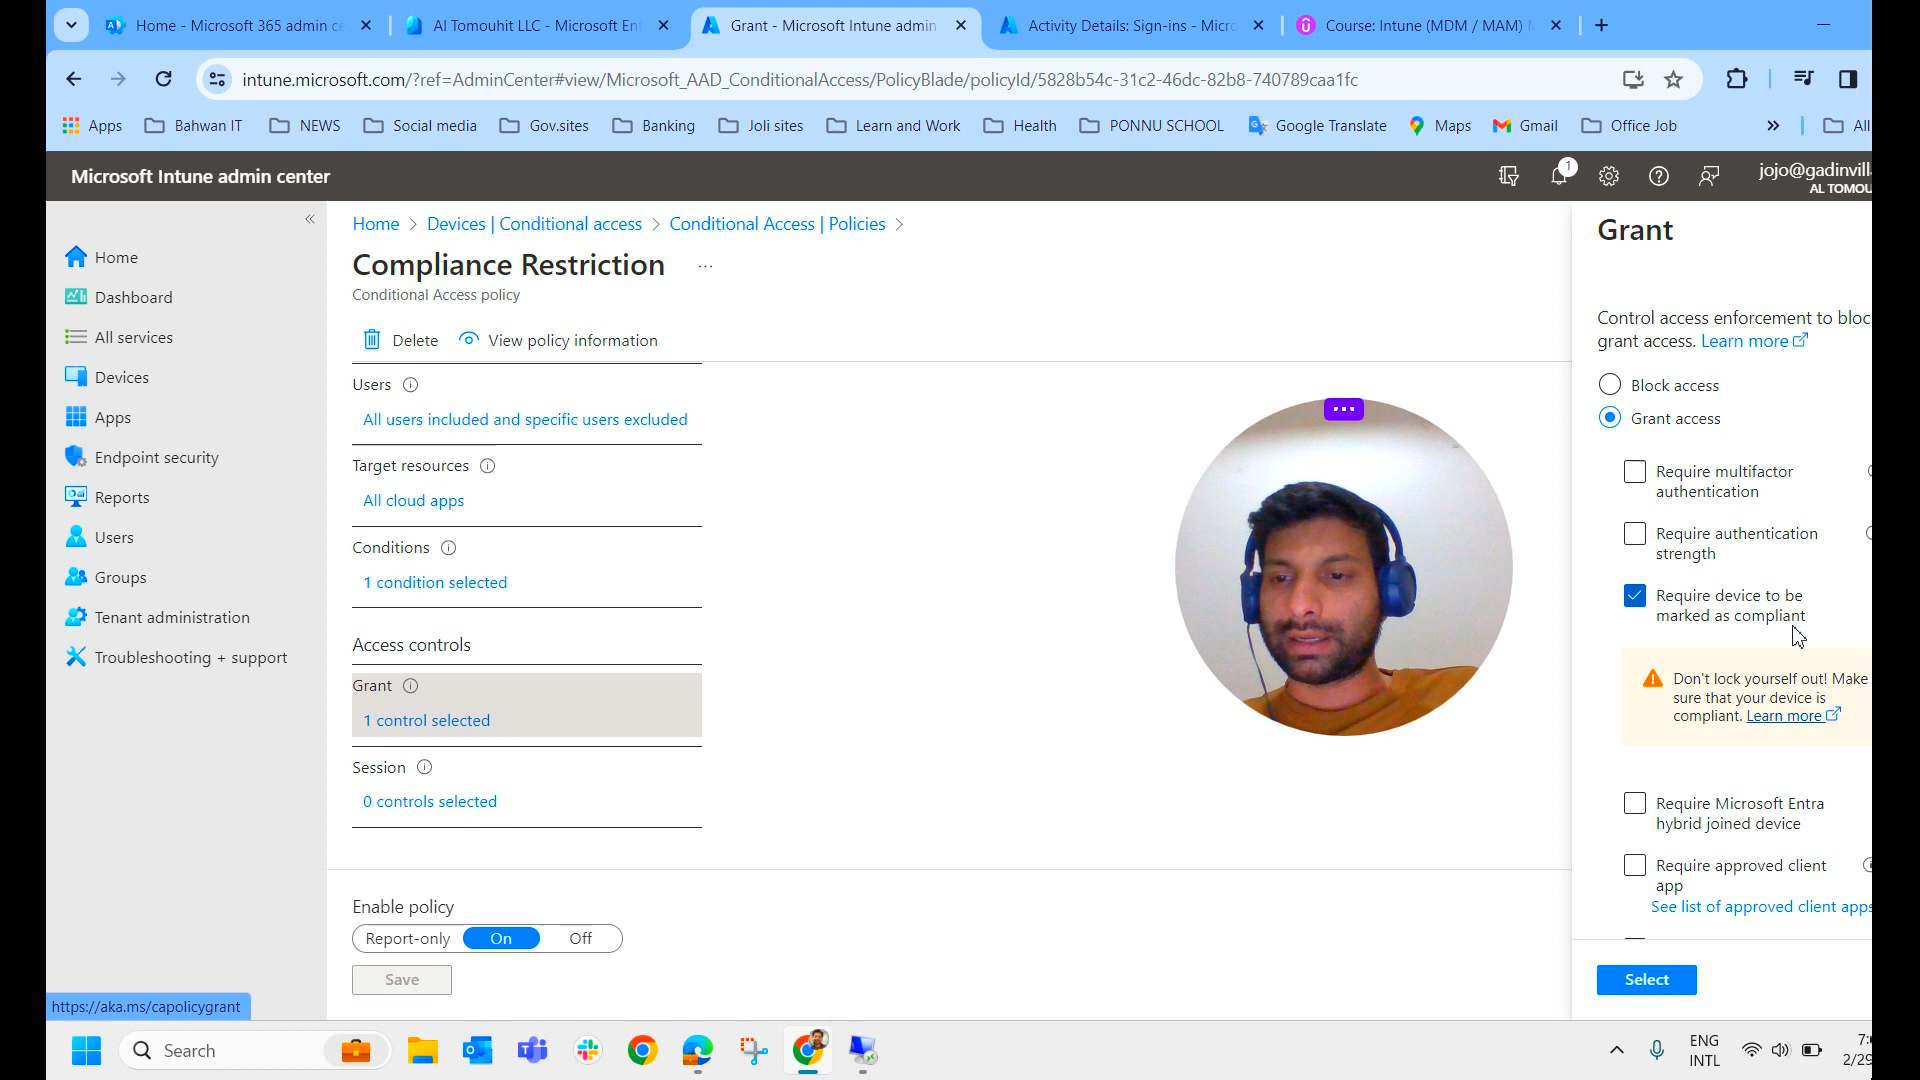 Home - Microsoft 365 admin ce
Al Tomouhit LLC - Microsoft Ent
Grant - Microsoft Intune admin
Activity Details: Sign-ins - Micro
Course: Intune (MDM / MAM)
intune.microsoft.com/?ref=AdminCenter#view/Microsoft_AAD_ConditionalAccess/PolicyBlade/policyId/5828b54c-31c2-46dc-82b8-740789caa1fc
Apps
Bahwan IT
NEWS
Social media
Gov.sites
Banking
Joli sites
Learn and Work
Health
PONNU SCHOOL
Google Translate
Maps
Gmail
Office Job
All
Microsoft Intune admin center
1
jojo@gadinvill
AL TOMOU
Home
Dashboard
All services
Devices
Apps
Endpoint security
Reports
Users
Groups
Tenant administration
Troubleshooting + support
Home > Devices | Conditional access > Conditional Access | Policies >
Compliance Restriction ...
Conditional Access policy
Delete
View policy information
Users
All users included and specific users excluded
Target resources
All cloud apps
Conditions
1 condition selected
Access controls
Grant
1 control selected
Session
0 controls selected
Enable policy
Report-only On Off
Save
Grant
Control access enforcement to bloc
grant access. Learn more
Block access
Grant access
Require multifactor
authentication
Require authentication
strength
Require device to be
marked as compliant
Don't lock yourself out! Make
sure that your device is
compliant. Learn more
Require Microsoft Entra
hybrid joined device
Require approved client
app
See list of approved client apps
Select
https://aka.ms/capolicygrant
Search
ENG
INTL
7:
2/29